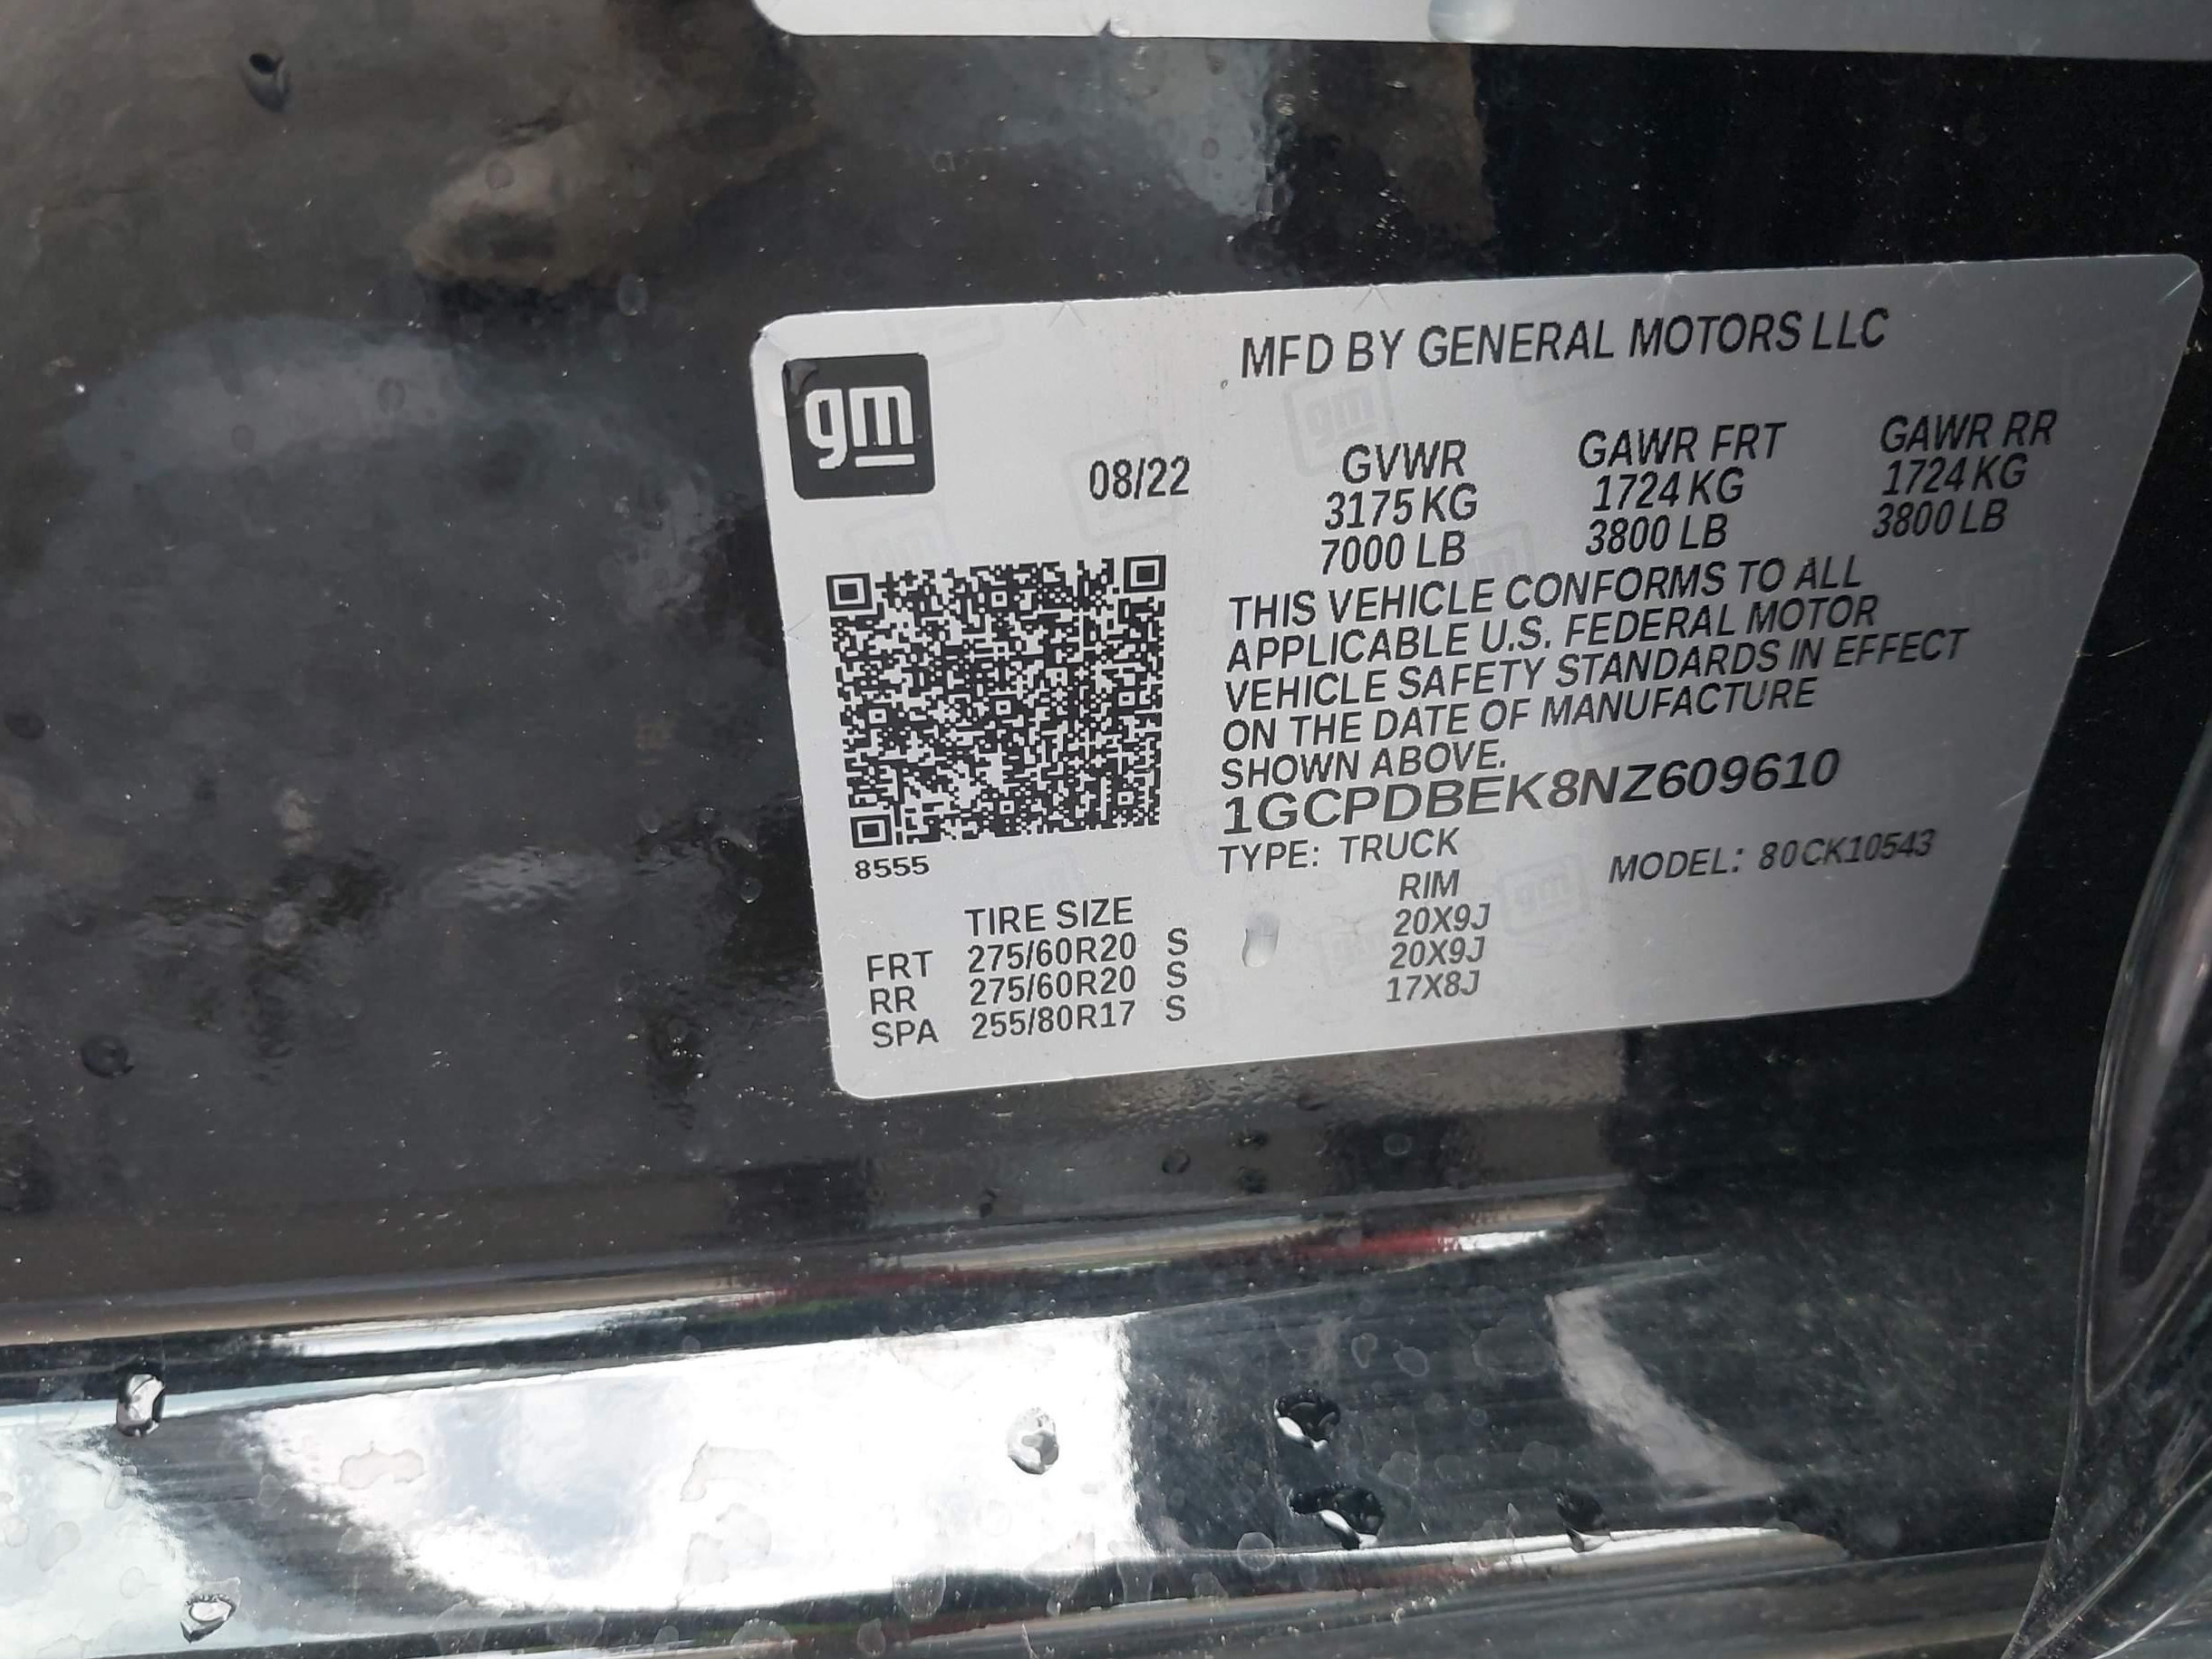 gm
MFD BY GENERAL MOTORS LLC
08/22
GVWR GAWR FRT GAWR RR
3175 KG 1724 KG 1724 KG
7000 LB 3800 LB 3800 LB
THIS VEHICLE CONFORMS TO ALL
APPLICABLE U.S. FEDERAL MOTOR
VEHICLE SAFETY STANDARDS IN EFFECT
ON THE DATE OF MANUFACTURE
SHOWN ABOVE.
1GCPDBEK8NZ609610
TYPE: TRUCK MODEL: 80CK10543
8555
TIRE SIZE RIM
FRT 275/60R20 S 20X9J
RR 275/60R20 S 20X9J
SPA 255/80R17 S 17X8J